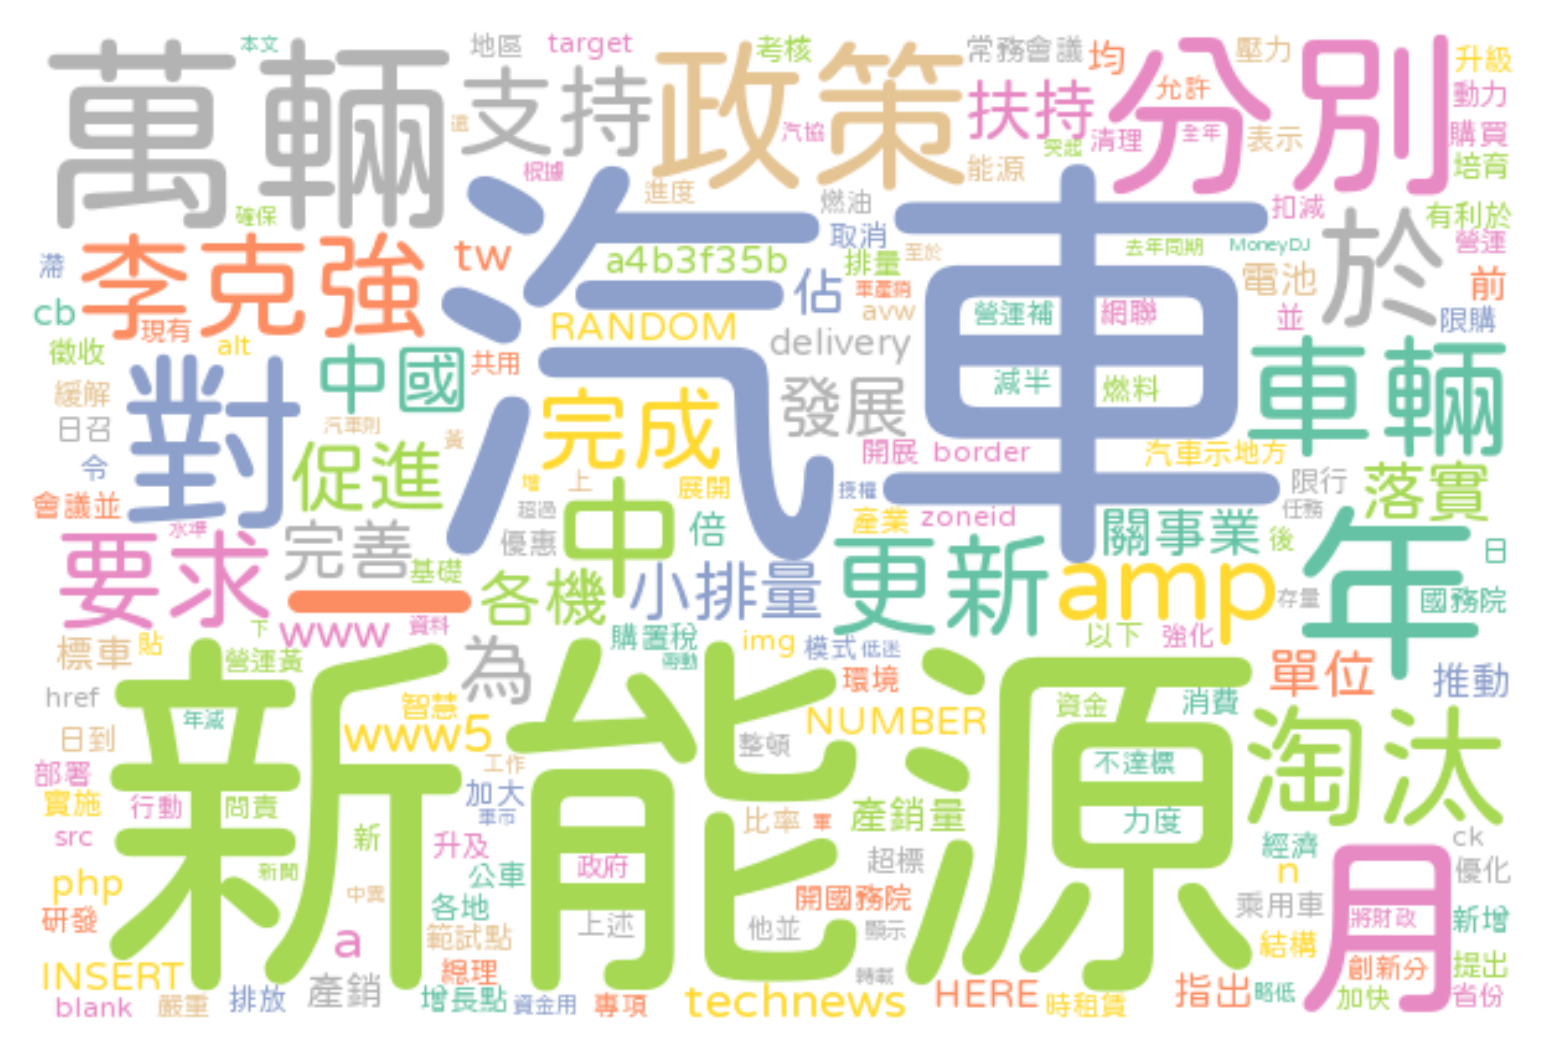 萬輛 本文 地區 target 政策 考核 常務會議 均 分別 壓力 升級
支持 扶持 允許 動力
還 汽協 清理 全年 表示 購買
根據 進度 能源 突起 培育
確保 燃油 扣減 有利於
李克強 tw 汽車 取消 至於 去年同期 MoneyDJ 於 營運
滯 a4b3f35b 排量 電池 前
cb 現有 佔 車產銷 avw 營運補 網聯 並 限購
徵收 alt RANDOM delivery
對 中國 共用 車輛
緩解 完成 發展 減半 燃料
日召 汽車則 黃 開展 border 汽車示地方
令 促進 增 上 展開 授權 限行 落實
會議並 水準 超過 中 倍 產業 zoneid 任務
要求 完善 優惠 更新 關事業 後 年 日
基礎 各機 小排量 amp 存量 國務院
一 www 資料 購置稅 img 模式 低迷 以下 強化
標車 貼 下 營運黃 為 帶動 環境 單位 推動
href 新能源 智慧 資金 消費
日到 年減 www5 整頓 NUMBER 淘汰
部署 工作 不達標
實施 行動 問責 加大 車市 比率 車 產銷量 力度
src 新 升及 超標 經濟 ck
php 新聞 中異 公車 政府 n 月 優化
研發 各地 上述 開國務院 他並 顯示 乘用車 將財政 新增
a 範試點 結構
INSERT 產銷 總理 轉載 創新分 提出
blank 嚴重 排放 增長點 資金用 專項 technews HERE 時租賃 指出 略低 加快 省份